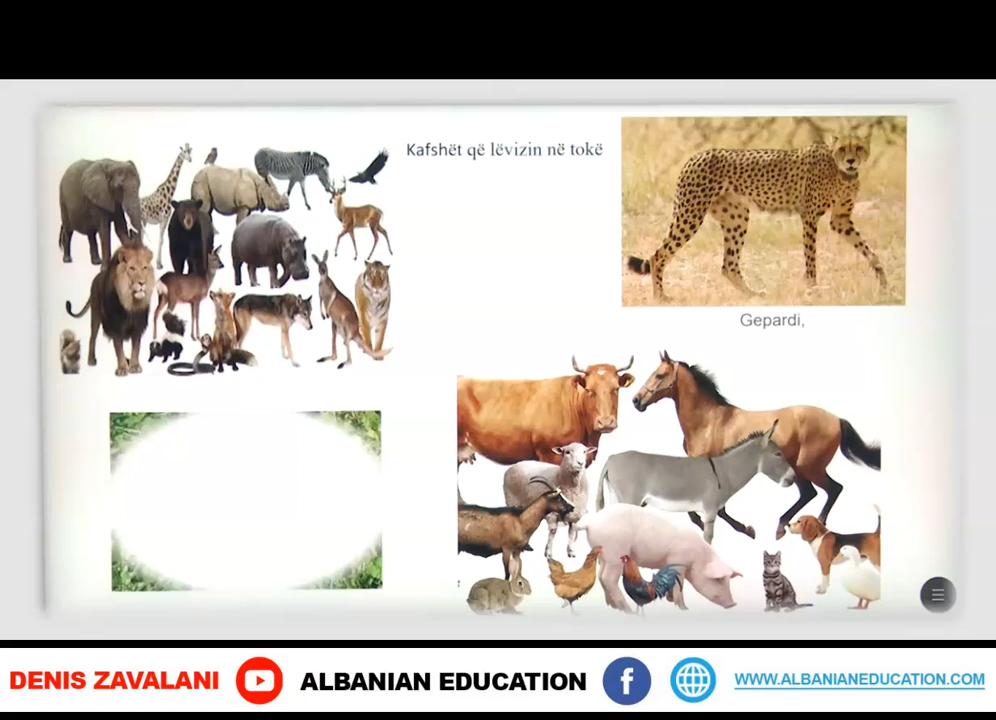 Kafshët që lëvizin në tokë
Gepardi,
DENIS ZAVALANI
ALBANIAN EDUCATION
WWW.ALBANIANEDUCATION.COM